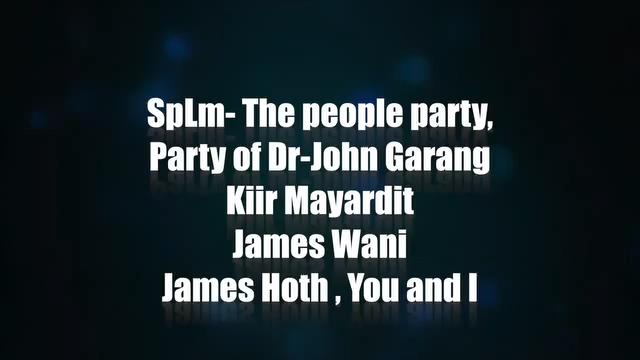 SpLm- The people party,
Party of Dr-John Garang
Kiir Mayardit
James Wani
James Hoth , You and I